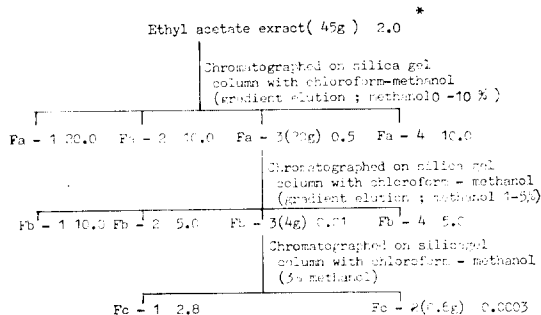 *
Ethyl acetate exract( 45g ) 2.0
Chromatographed on silica gel
column with chloroform-methanol
(gradient elution ; methanol 0 -10 % )
Fa - 1 20.0 Fa - 2 10.0 Fa - 3(20g) 0.5 Fa - 4 10.0
Chromatographed on silica gel
column with chloroform - methanol
(gradient elution ; methanol 1-5%)
Fb - 1 10.0 Fb - 2 5.0 Fb - 3(4g) 0.01 Fb - 4 5.0
Chromatographed on silicagel
column with chloroform - methanol
(3% methanol)
Fc - 1 2.8 Fc - 2(0.6g) 0.0003